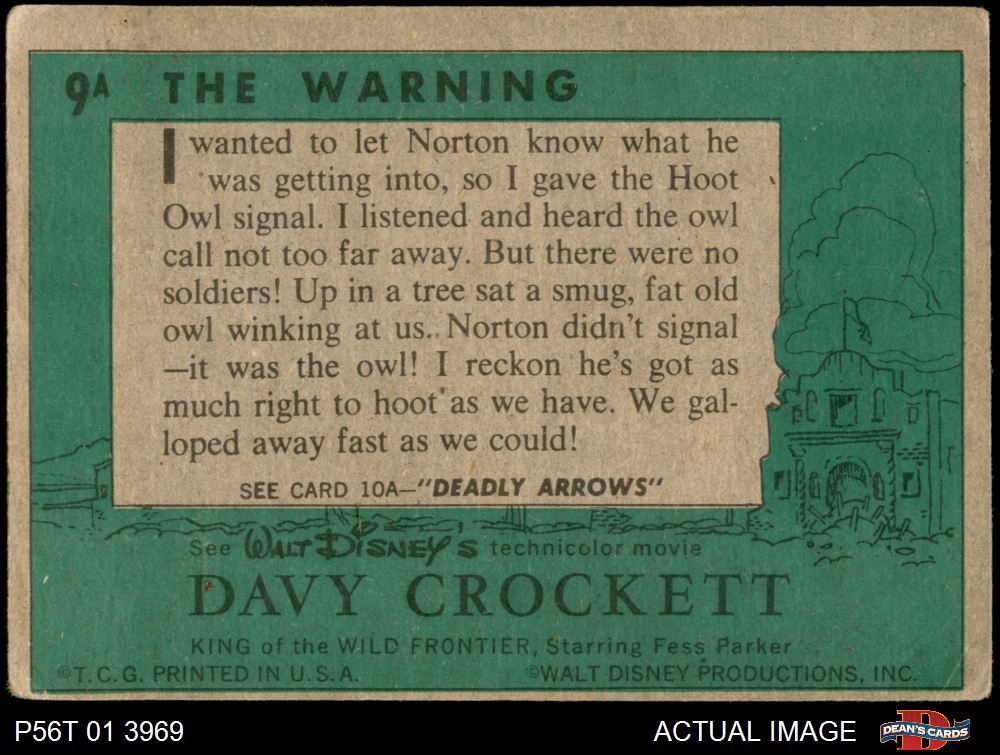 9A THE WARNING
I wanted to let Norton know what he
was getting into, so I gave the Hoot
Owl signal. I listened and heard the owl
call not too far away. But there were no
soldiers! Up in a tree sat a smug, fat old
owl winking at us. Norton didn't signal
—it was the owl! I reckon he's got as
much right to hoot as we have. We gal-
loped away fast as we could!
SEE CARD 10A—"DEADLY ARROWS"
See WALT DISNEY'S technicolor movie
DAVY CROCKETT
KING of the WILD FRONTIER, Starring Fess Parker
©T.C.G. PRINTED IN U.S.A. ©WALT DISNEY PRODUCTIONS, INC.
P56T 01 3969 ACTUAL IMAGE DEAN'S CARDS